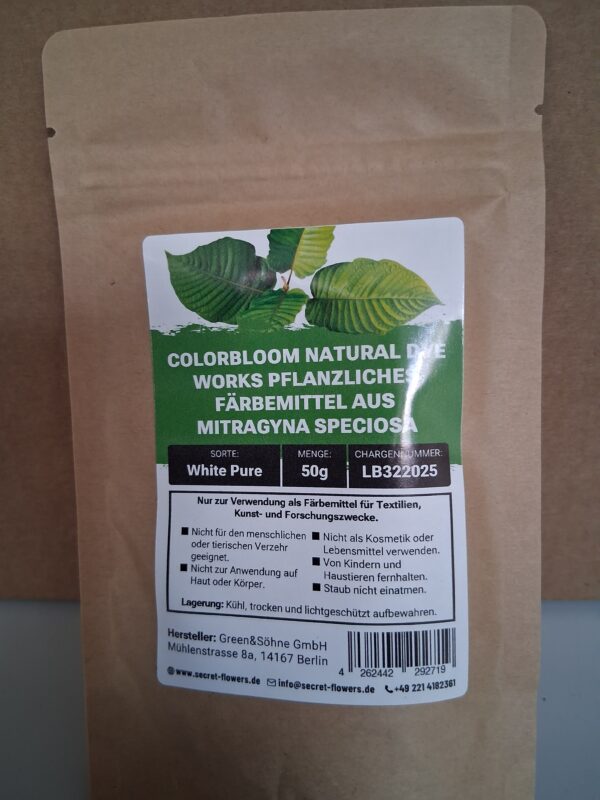 COLORBLOOM NATURAL DYE
WORKS PFLANZLICHES
FÄRBEMITTEL AUS
MITRAGYNA SPECIOSA
SORTE:
White Pure
MENGE:
50g
CHARGENNUMMER:
LB322025
Nur zur Verwendung als Färbemittel für Textilien,
Kunst- und Forschungszwecke.
Nicht für den menschlichen
oder tierischen Verzehr
geeignet.
Nicht zur Anwendung auf
Haut oder Körper.
Nicht als Kosmetik oder
Lebensmittel verwenden.
Von Kindern und
Haustieren fernhalten.
Staub nicht einatmen.
Lagerung: Kühl, trocken und lichtgeschützt aufbewahren.
Hersteller: Green&Söhne GmbH
Mühlenstrasse 8a, 14167 Berlin
4 262442 292719
www.secret-flowers.de info@secret-flowers.de +49 221 4182361